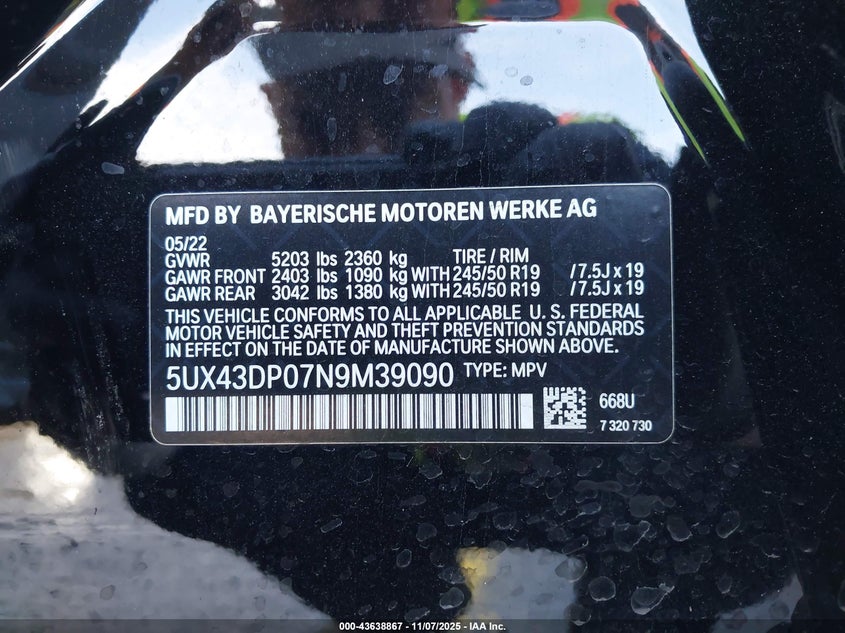 MFD BY BAYERISCHE MOTOREN WERKE AG
05/22
GVWR 5203 lbs 2360 kg TIRE / RIM
GAWR FRONT 2403 lbs 1090 kg WITH 245/50 R19 / 7.5J x 19
GAWR REAR 3042 lbs 1380 kg WITH 245/50 R19 / 7.5J x 19
THIS VEHICLE CONFORMS TO ALL APPLICABLE U. S. FEDERAL
MOTOR VEHICLE SAFETY AND THEFT PREVENTION STANDARDS
IN EFFECT ON THE DATE OF MANUFACTURE SHOWN ABOVE.
5UX43DP07N9M39090 TYPE: MPV
668U
7 320 730
000-43638867 - 11/07/2025 - IAA Inc.